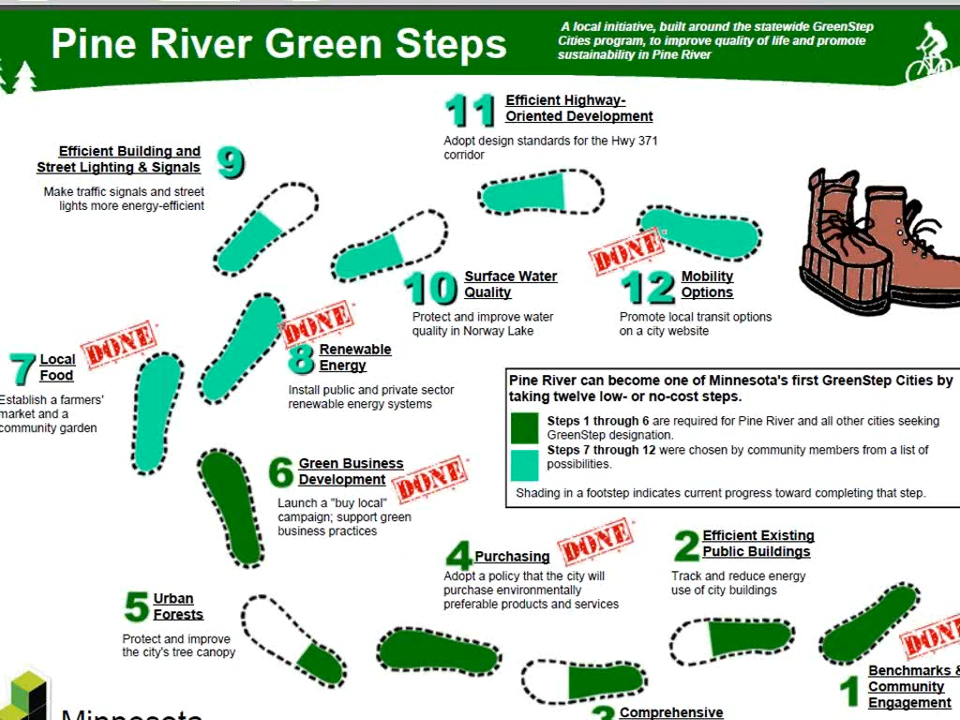 Pine River Green Steps
A local initiative, built around the statewide GreenStep
Cities program, to improve quality of life and promote
sustainability in Pine River
11 Efficient Highway-
Oriented Development
Adopt design standards for the Hwy 371
corridor
Efficient Building and
Street Lighting & Signals 9
Make traffic signals and street
lights more energy-efficient
DONE
10 Surface Water
Quality
Protect and improve water
quality in Norway Lake
12 Mobility
Options
Promote local transit options
on a city website
DONE
8 Renewable
Energy
Install public and private sector
renewable energy systems
DONE
7 Local
Food
Establish a farmers'
market and a
community garden
Pine River can become one of Minnesota's first GreenStep Cities by
taking twelve low- or no-cost steps.
Steps 1 through 6 are required for Pine River and all other cities seeking
GreenStep designation.
Steps 7 through 12 were chosen by community members from a list of
possibilities.
Shading in a footstep indicates current progress toward completing that step.
6 Green Business
Development
DONE
Launch a "buy local"
campaign; support green
business practices
4 Purchasing
DONE
Adopt a policy that the city will
purchase environmentally
preferable products and services
2 Efficient Existing
Public Buildings
Track and reduce energy
use of city buildings
5 Urban
Forests
Protect and improve
the city's tree canopy
DONE
1 Benchmarks &
Community
Engagement
3 Comprehensive
Minnesota